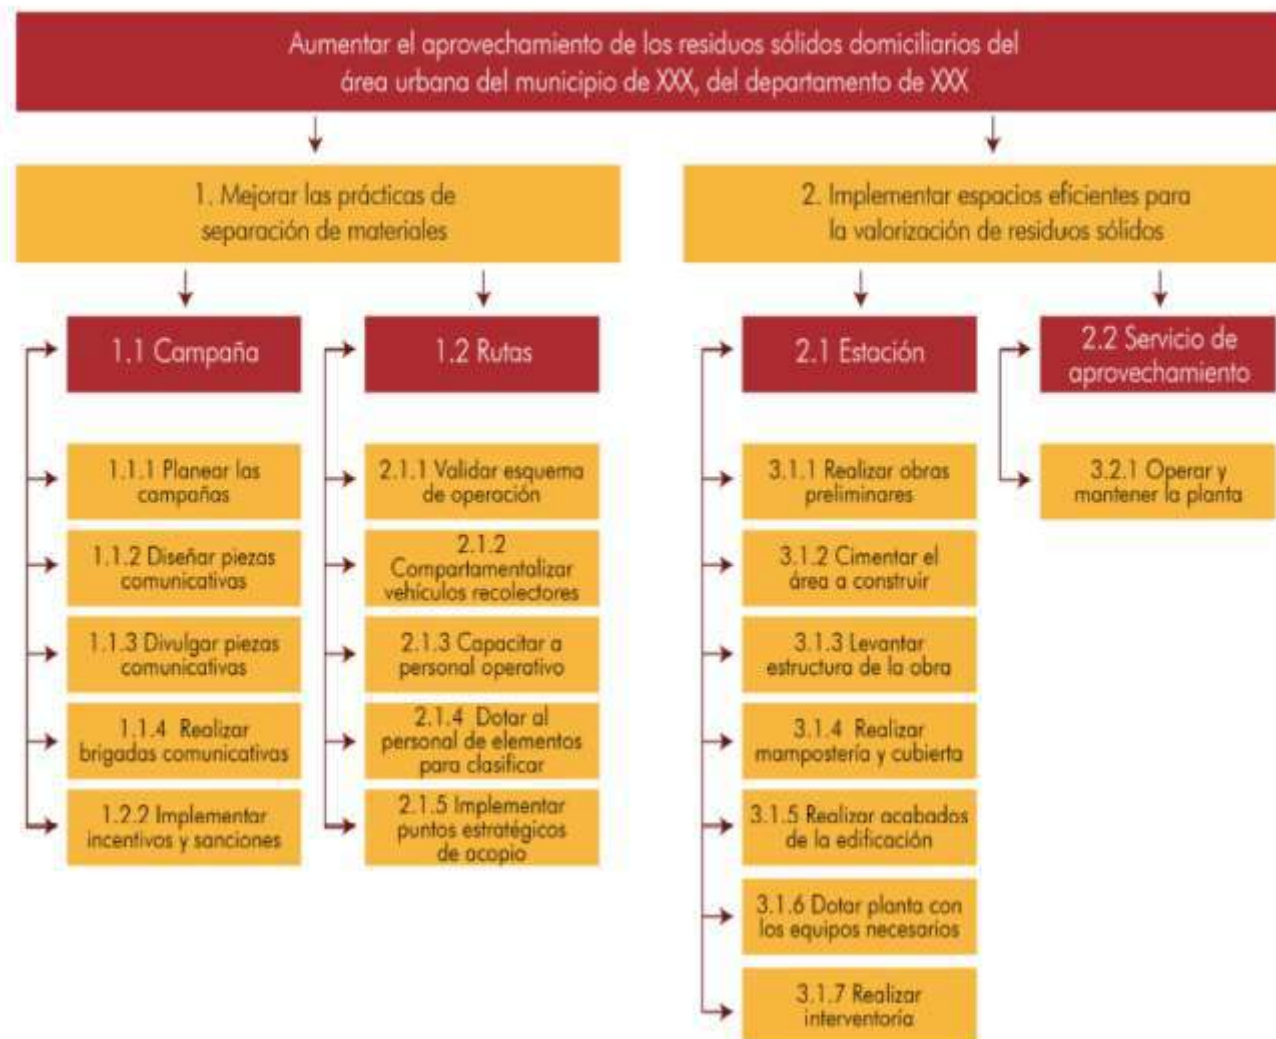 Aumentar el aprovechamiento de los residuos sólidos domiciliarios del
área urbana del municipio de XXX, del departamento de XXX
1. Mejorar las prácticas de
separación de materiales
2. Implementar espacios eficientes para
la valorización de residuos sólidos
1.1 Campaña
1.2 Rutas
2.1 Estación
2.2 Servicio de
aprovechamiento
1.1.1 Planear las
campañas
1.1.2 Diseñar piezas
comunicativas
1.1.3 Divulgar piezas
comunicativas
1.1.4 Realizar
brigadas comunicativas
1.2.2 Implementar
incentivos y sanciones
2.1.1 Validar esquema
de operación
2.1.2
Compartamentalizar
vehículos recolectores
2.1.3 Capacitar a
personal operativo
2.1.4 Dotar al
personal de elementos
para clasificar
2.1.5 Implementar
puntos estratégicos
de acopio
3.1.1 Realizar obras
preliminares
3.1.2 Cimentar el
área a construir
3.1.3 Levantar
estructura de la obra
3.1.4 Realizar
mampostería y cubierta
3.1.5 Realizar acabados
de la edificación
3.1.6 Dotar planta con
los equipos necesarios
3.1.7 Realizar
interventoría
3.2.1 Operar y
mantener la planta